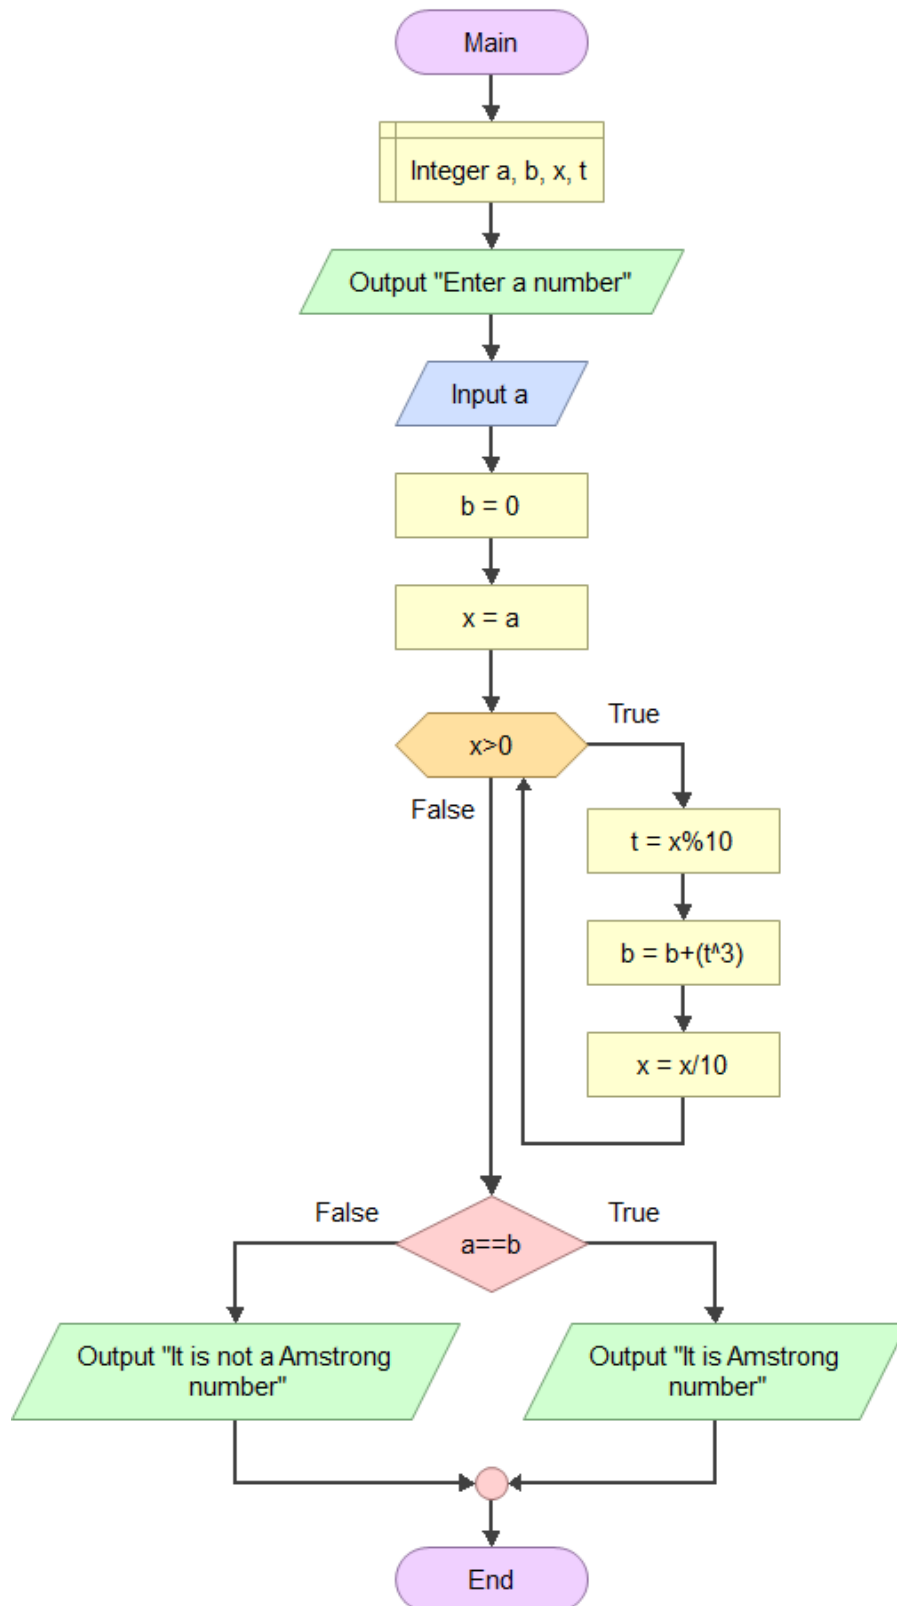 Main
Integer a, b, x, t
Output "Enter a number"
Input a
b = 0
x = a
x>0
True
False
t = x%10
b = b+(t^3)
x = x/10
False
True
a==b
Output "It is not a Amstrong
number"
Output "It is Amstrong
number"
End